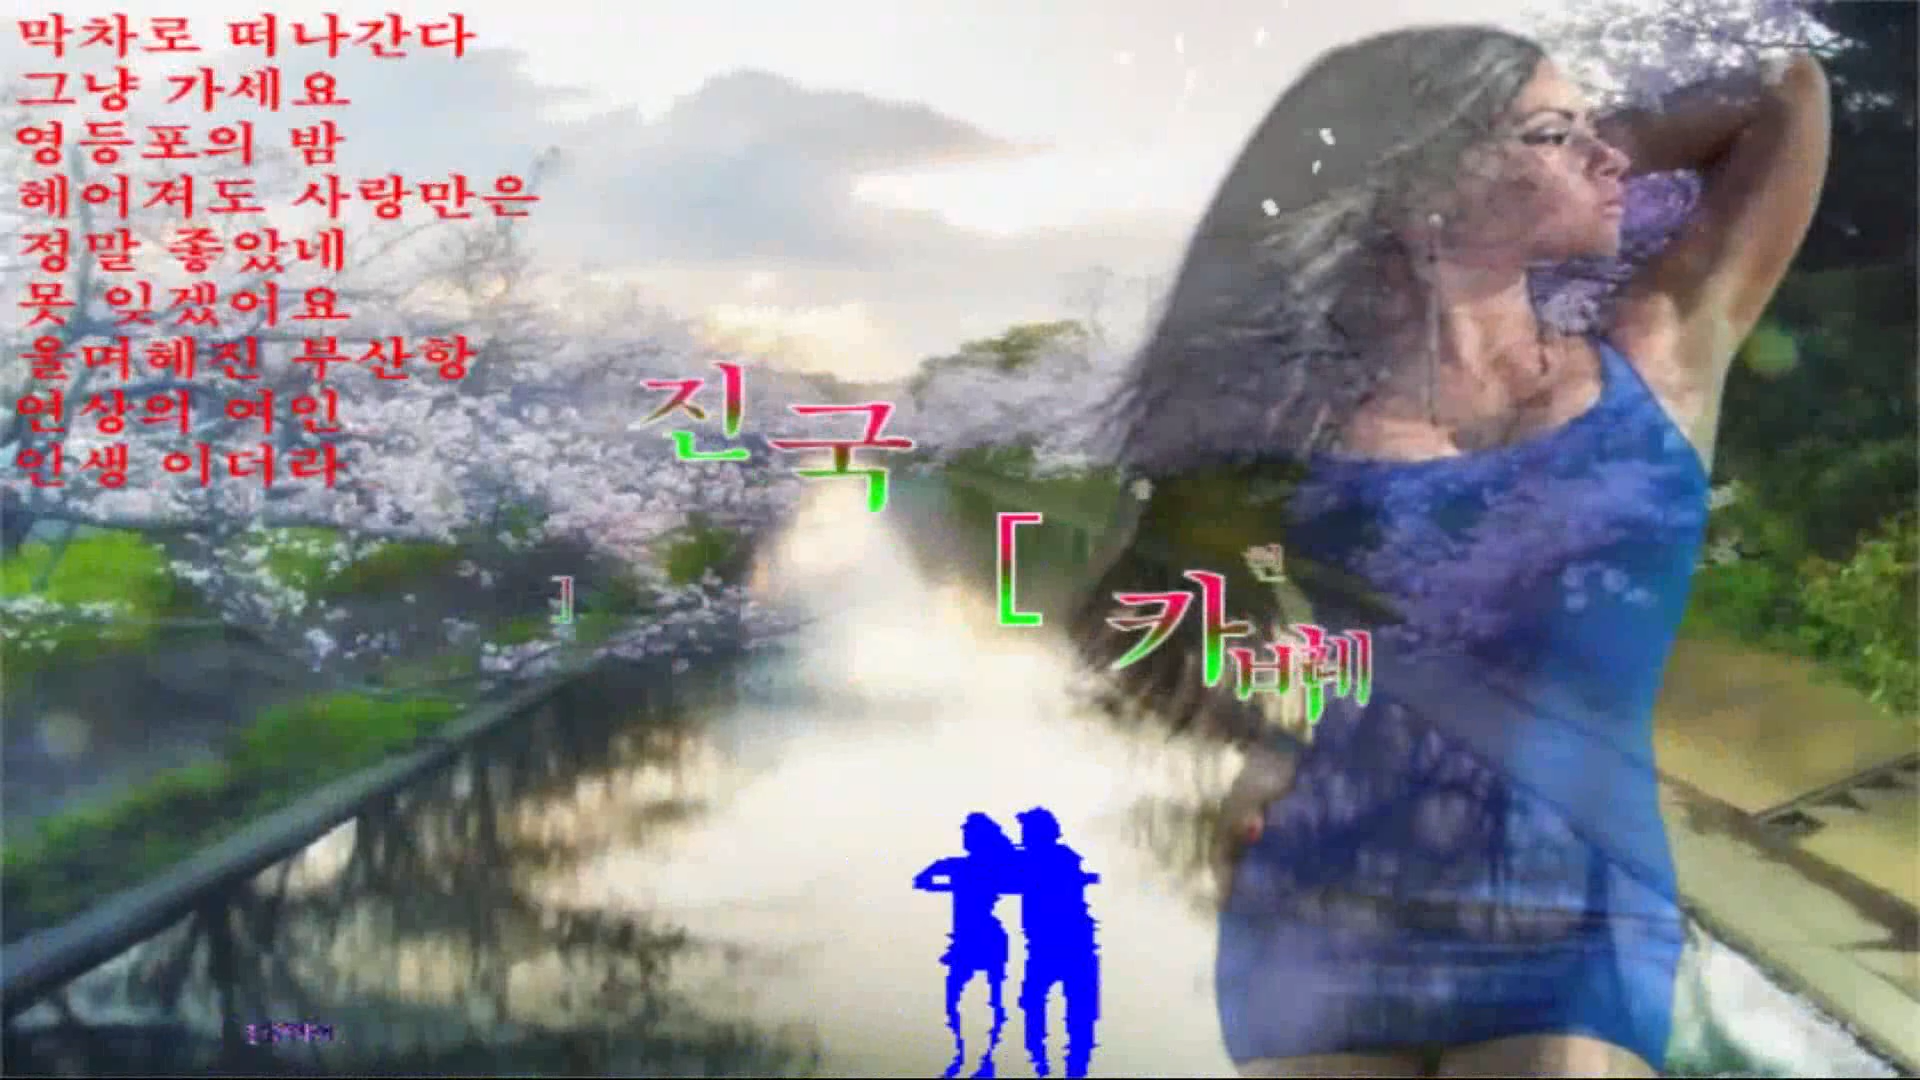 막차로 떠나간다
그냥 가세요
영등포의 밤
헤어져도 사랑만은
정말 좋았네
못 잊겠어요
울며헤진 부산항
연상의 여인
인생 이더라
진국
[
카
]